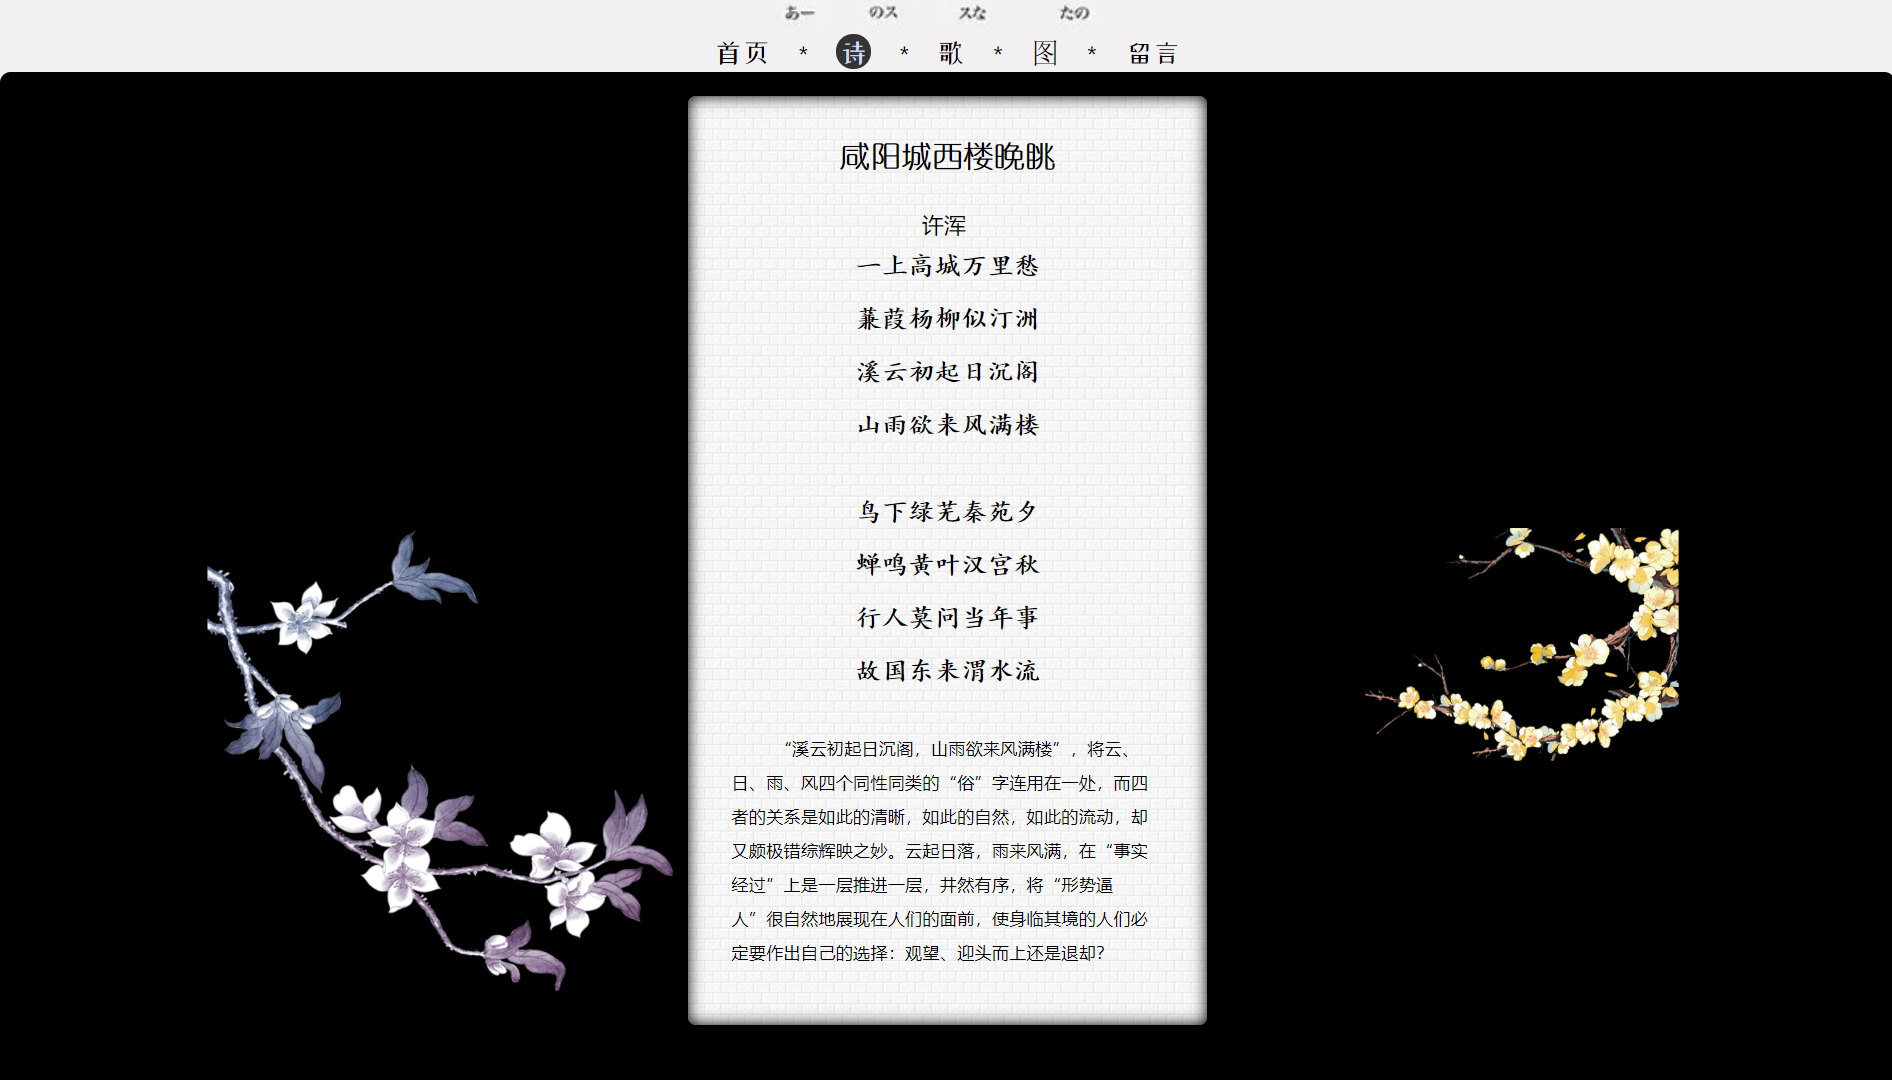 あー のス スな たの
首页 * 诗 * 歌 * 图 * 留言
咸阳城西楼晚眺
许浑
一上高城万里愁
蒹葭杨柳似汀洲
溪云初起日沉阁
山雨欲来风满楼
鸟下绿芜秦苑夕
蝉鸣黄叶汉宫秋
行人莫问当年事
故国东来渭水流
“溪云初起日沉阁，山雨欲来风满楼”，将云、
日、雨、风四个同性同类的“俗”字连用在一处，而四
者的关系是如此的清晰，如此的自然，如此的流动，却
又颇极错综辉映之妙。云起日落，雨来风满，在“事实
经过”上是一层推进一层，井然有序，将“形势逼
人”很自然地展现在人们的面前，使身临其境的人们必
定要作出自己的选择：观望、迎头而上还是退却？